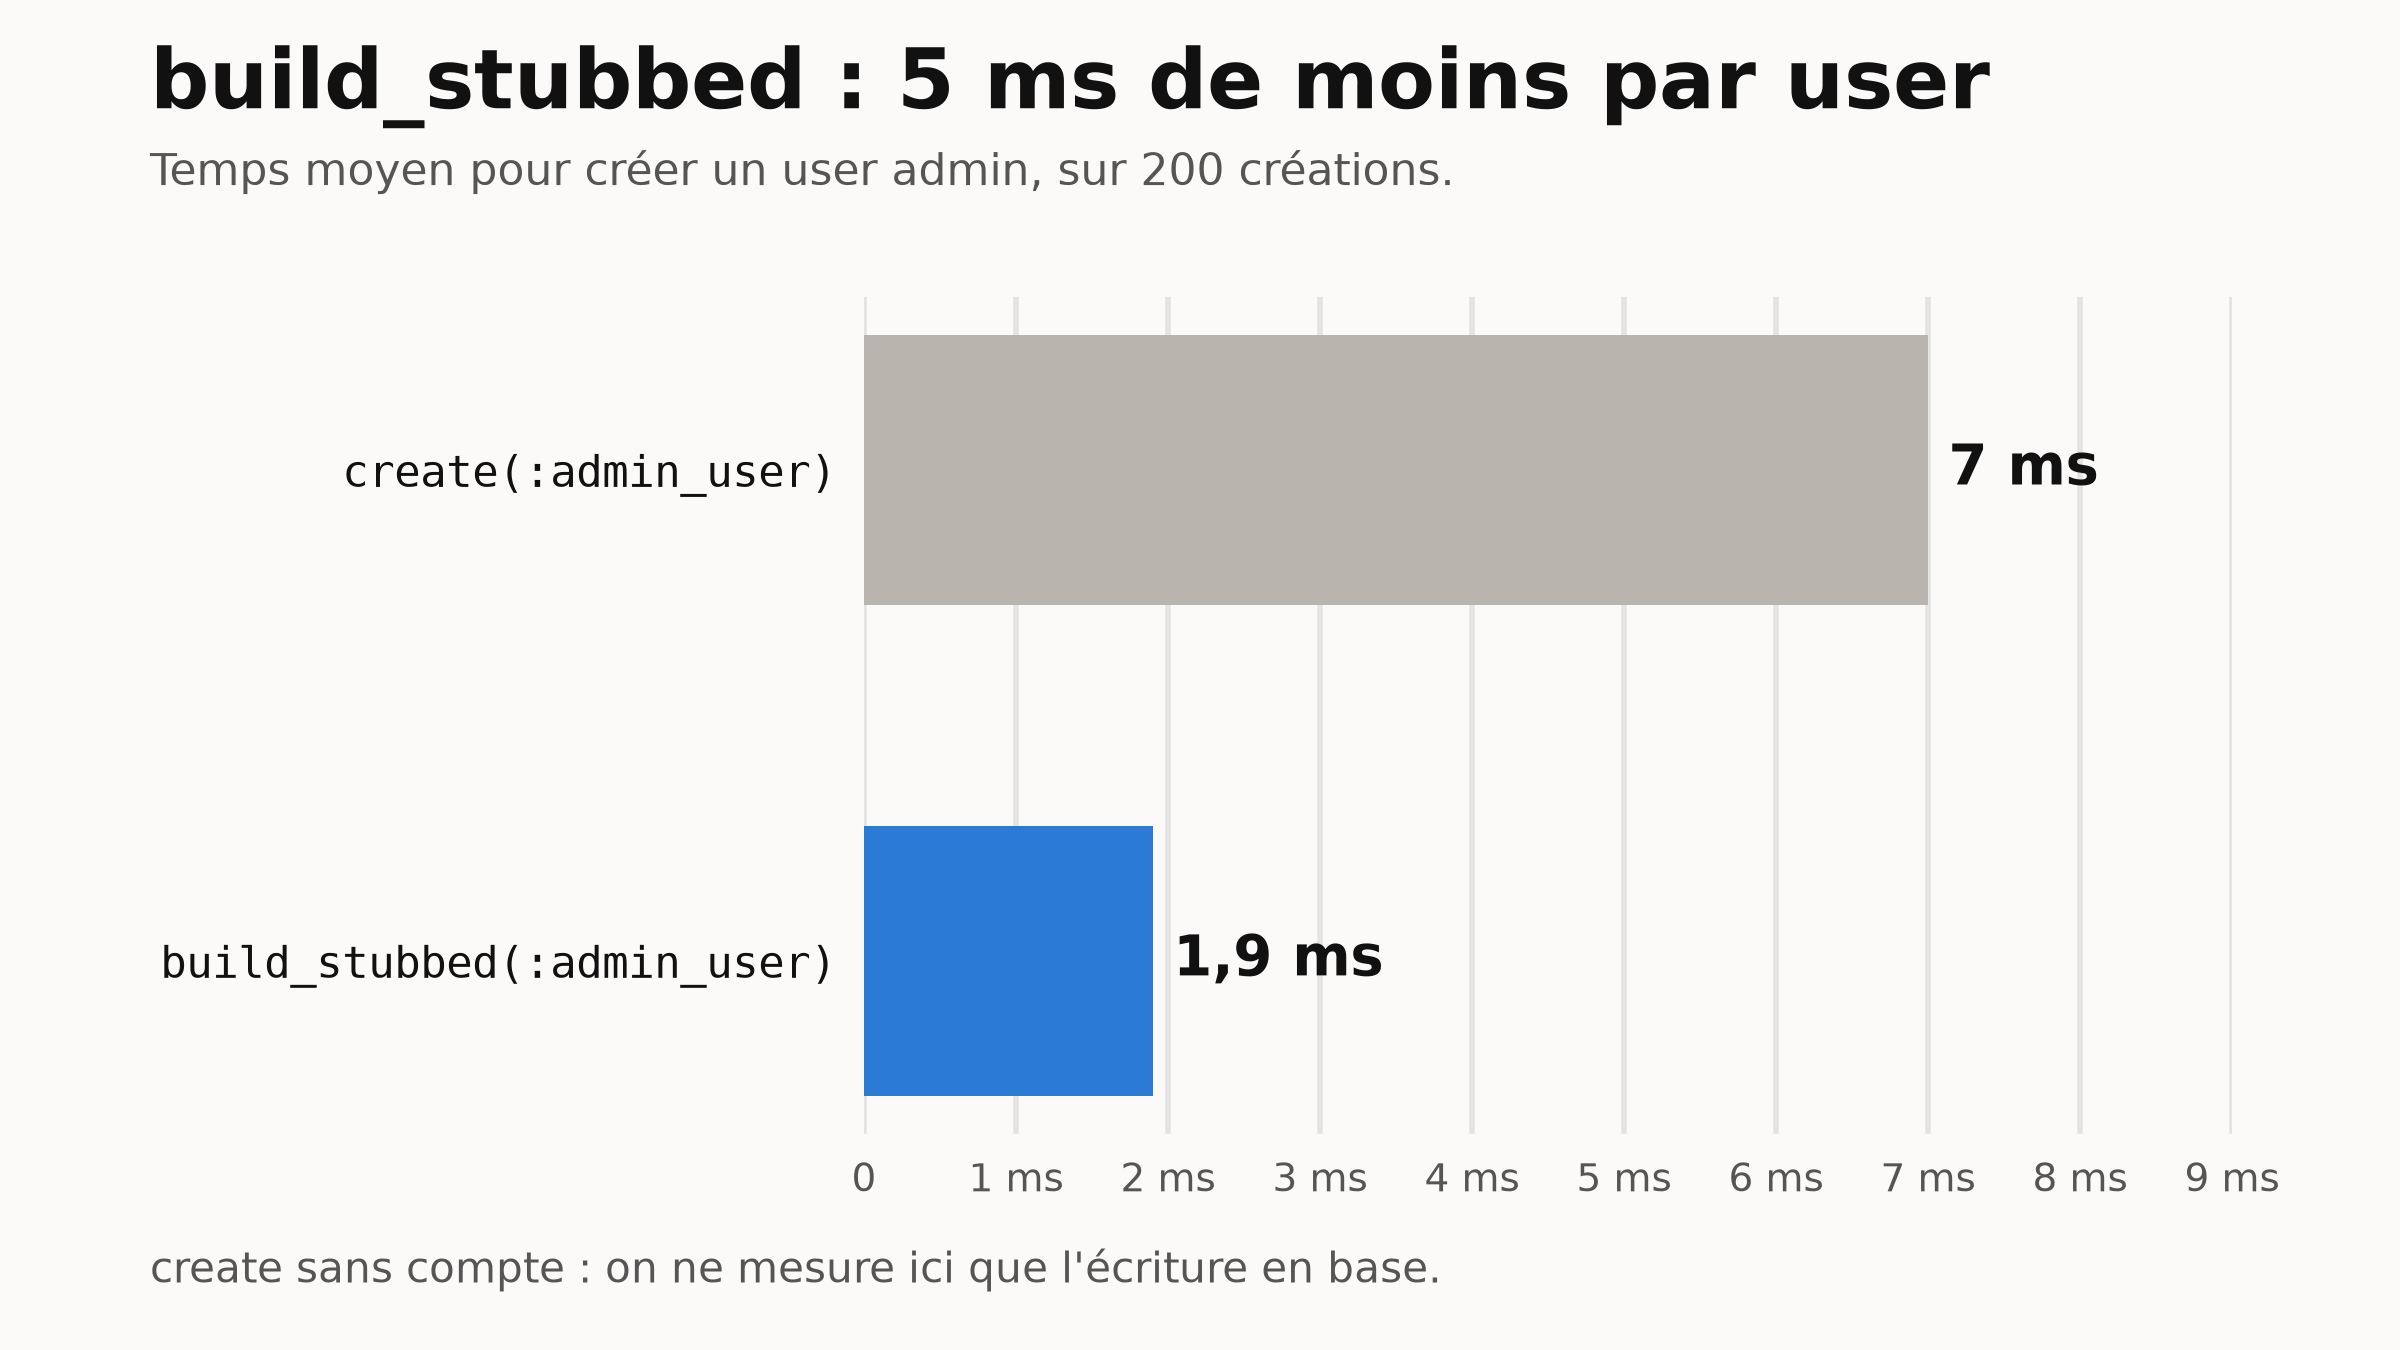 build_stubbed : 5 ms de moins par user
Temps moyen pour créer un user admin, sur 200 créations.
create(:admin_user)
7 ms
build_stubbed(:admin_user)
1,9 ms
0 1 ms 2 ms 3 ms 4 ms 5 ms 6 ms 7 ms 8 ms 9 ms
create sans compte : on ne mesure ici que l'écriture en base.